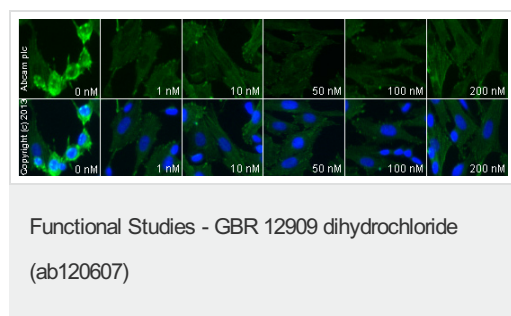 Copyright (c) 2013 Abcam plc
0 nM 1 nM 10 nM 50 nM 100 nM 200 nM
0 nM 1 nM 10 nM 50 nM 100 nM 200 nM
Functional Studies - GBR 12909 dihydrochloride
(ab120607)